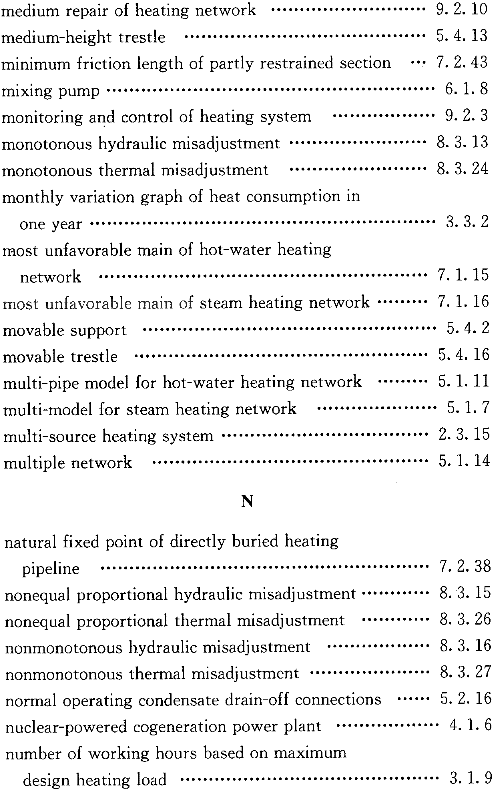 medium repair of heating network ⋯⋯⋯⋯⋯⋯⋯⋯⋯ 9. 2. 10
medium-height trestle ⋯⋯⋯⋯⋯⋯⋯⋯⋯⋯⋯⋯⋯⋯ 5. 4. 13
minimum friction length of partly restrained section ⋯ 7. 2. 43
mixing pump ⋯⋯⋯⋯⋯⋯⋯⋯⋯⋯⋯⋯⋯⋯⋯⋯⋯⋯⋯ 6. 1. 8
monitoring and control of heating system ⋯⋯⋯⋯⋯⋯ 9. 2. 3
monotonous hydraulic misadjustment ⋯⋯⋯⋯⋯⋯⋯⋯ 8. 3. 13
monotonous thermal misadjustment ⋯⋯⋯⋯⋯⋯⋯⋯ 8. 3. 24
monthly variation graph of heat consumption in
one year ⋯⋯⋯⋯⋯⋯⋯⋯⋯⋯⋯⋯⋯⋯⋯⋯⋯⋯⋯⋯ 3. 3. 2
most unfavorable main of hot-water heating
network ⋯⋯⋯⋯⋯⋯⋯⋯⋯⋯⋯⋯⋯⋯⋯⋯⋯⋯⋯ 7. 1. 15
most unfavorable main of steam heating network ⋯⋯⋯ 7. 1. 16
movable support ⋯⋯⋯⋯⋯⋯⋯⋯⋯⋯⋯⋯⋯⋯⋯⋯⋯ 5. 4. 2
movable trestle ⋯⋯⋯⋯⋯⋯⋯⋯⋯⋯⋯⋯⋯⋯⋯⋯⋯ 5. 4. 16
multi-pipe model for hot-water heating network ⋯⋯⋯ 5. 1. 11
multi-model for steam heating network ⋯⋯⋯⋯⋯⋯⋯ 5. 1. 7
multi-source heating system ⋯⋯⋯⋯⋯⋯⋯⋯⋯⋯⋯⋯ 2. 3. 15
multiple network ⋯⋯⋯⋯⋯⋯⋯⋯⋯⋯⋯⋯⋯⋯⋯⋯ 5. 1. 14
N
natural fixed point of directly buried heating
pipeline ⋯⋯⋯⋯⋯⋯⋯⋯⋯⋯⋯⋯⋯⋯⋯⋯⋯⋯⋯ 7. 2. 38
nonequal proportional hydraulic misadjustment ⋯⋯⋯⋯ 8. 3. 15
nonequal proportional thermal misadjustment ⋯⋯⋯⋯ 8. 3. 26
nonmonotonous hydraulic misadjustment ⋯⋯⋯⋯⋯⋯ 8. 3. 16
nonmonotonous thermal misadjustment ⋯⋯⋯⋯⋯⋯⋯ 8. 3. 27
normal operating condensate drain-off connections ⋯⋯ 5. 2. 16
nuclear-powered cogeneration power plant ⋯⋯⋯⋯⋯⋯ 4. 1. 6
number of working hours based on maximum
design heating load ⋯⋯⋯⋯⋯⋯⋯⋯⋯⋯⋯⋯⋯⋯⋯ 3. 1. 9